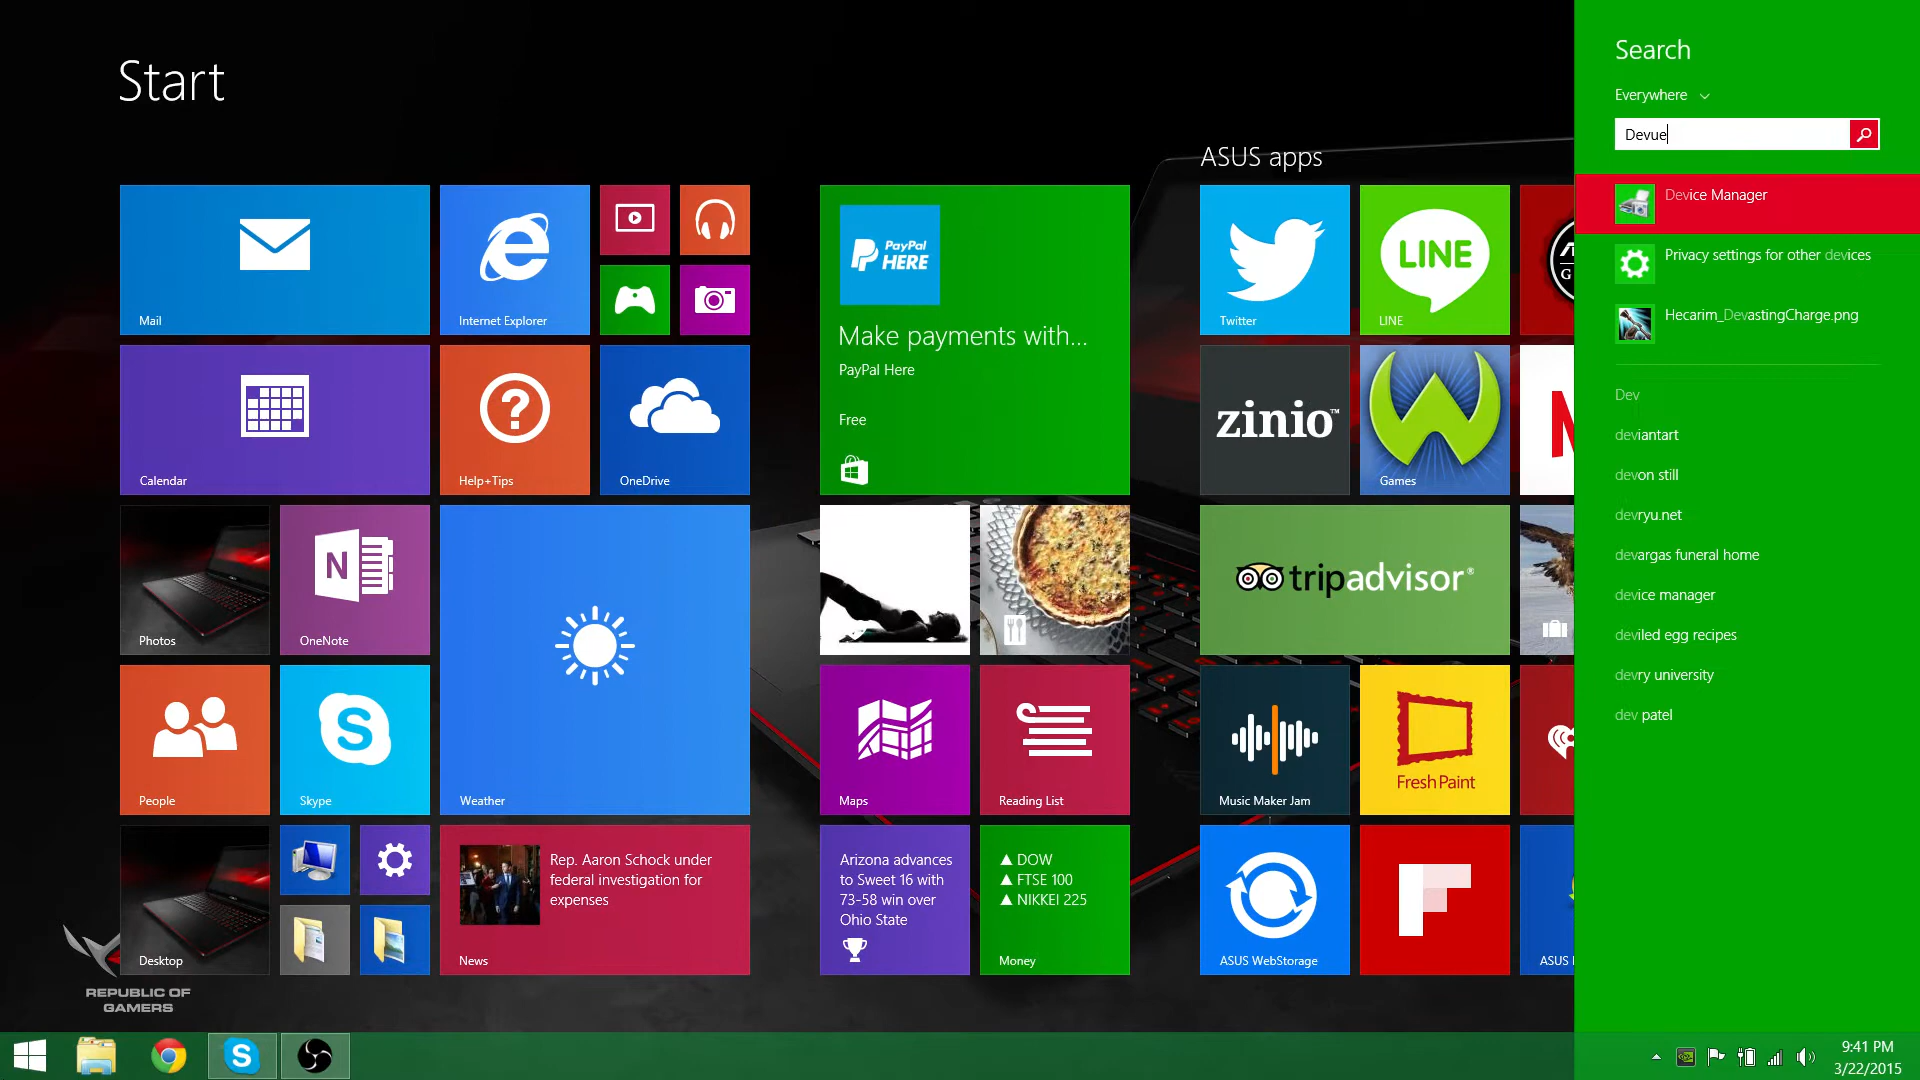 Start
Mail
Internet Explorer
Calendar
Help+Tips
OneDrive
Photos
N
OneNote
People
S
Skype
Weather
Desktop
Rep. Aaron Schock under
federal investigation for
expenses
News
REPUBLIC OF
GAMERS
PayPal
HERE
Make payments with...
PayPal Here
Free
Maps
Reading List
Arizona advances
to Sweet 16 with
73-58 win over
Ohio State
▲ DOW
▲ FTSE 100
▲ NIKKEI 225
Money
ASUS apps
Twitter
LINE
LINE
zinio™
Games
tripadvisor®
Music Maker Jam
Fresh Paint
ASUS WebStorage
ASUS
Search
Everywhere
Devue
Device Manager
Privacy settings for other devices
Hecarim_DevastingCharge.png
Dev
deviantart
devon still
devryu.net
devargas funeral home
device manager
deviled egg recipes
devry university
dev patel
9:41 PM
3/22/2015